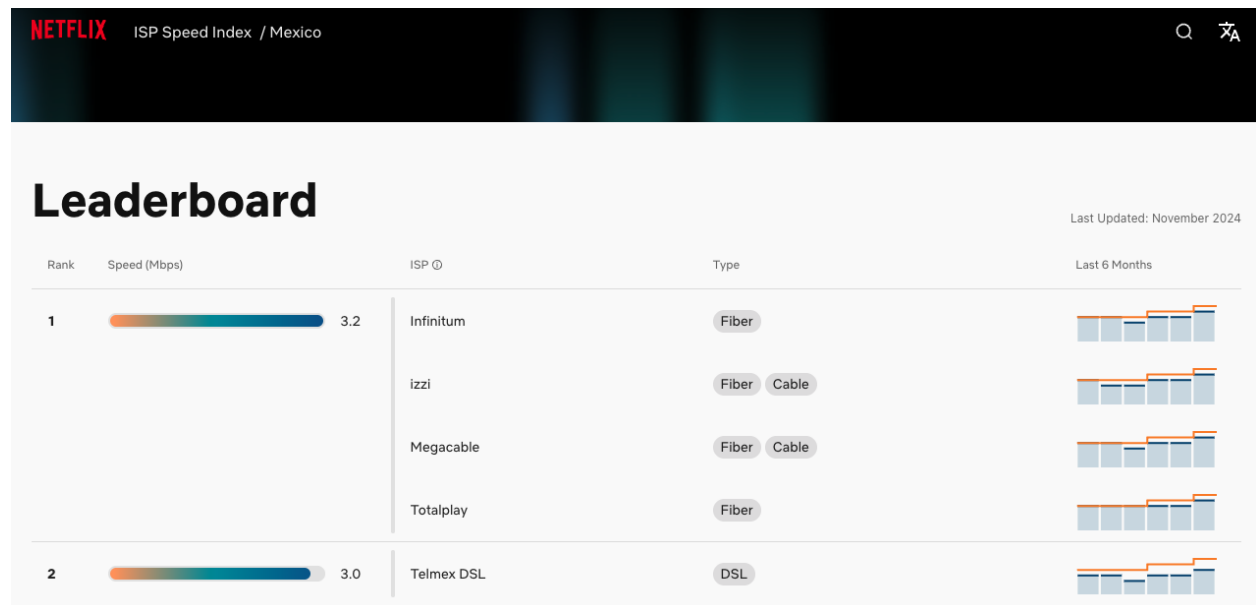 NETFLIX ISP Speed Index / Mexico
Leaderboard
Last Updated: November 2024
Rank Speed (Mbps) ISP Type Last 6 Months
1 3.2 Infinitum Fiber
izzi Fiber Cable
Megacable Fiber Cable
Totalplay Fiber
2 3.0 Telmex DSL DSL